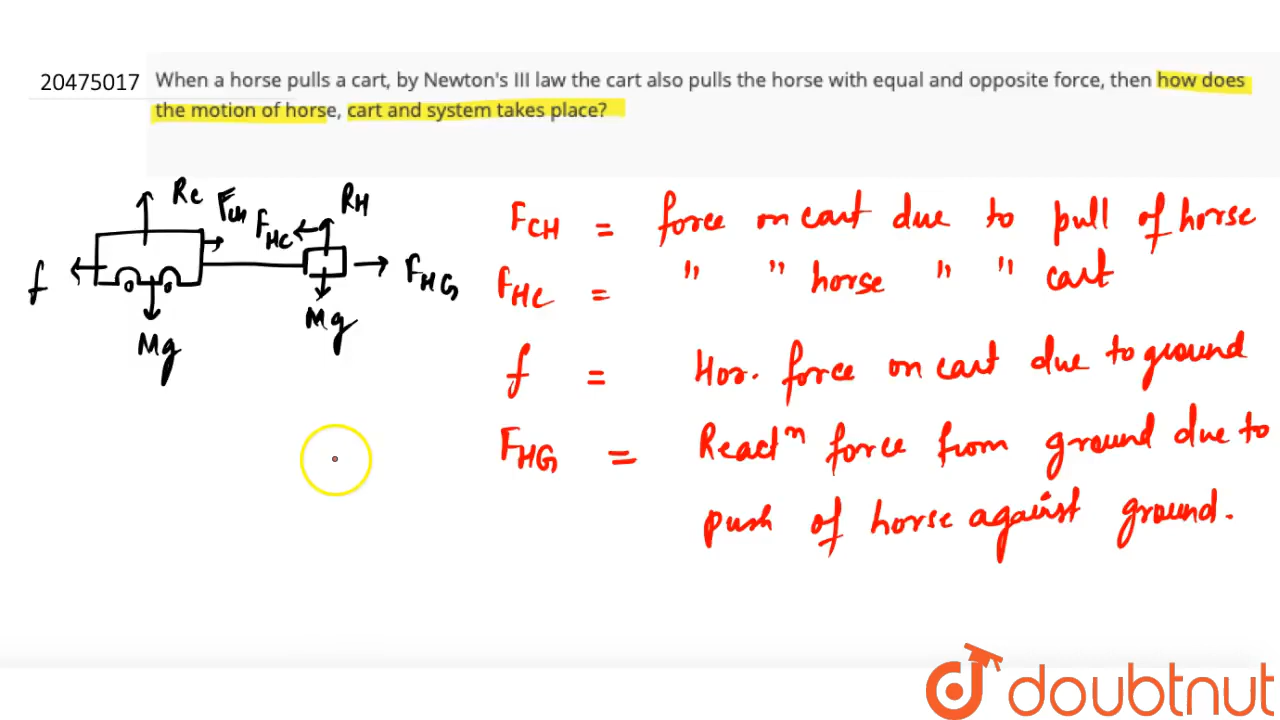 20475017 When a horse pulls a cart, by Newton's III law the cart also pulls the horse with equal and opposite force, then how does
the motion of horse, cart and system takes place?
Rc
FCH
FHC
RH
f
FHG
Mg
Mg
FCH = force on cart due to pull of horse
FHC = " " horse " " cart
f = Hor. force on cart due to ground
FHG = Reactn force from ground due to
push of horse against ground.
doubtnut